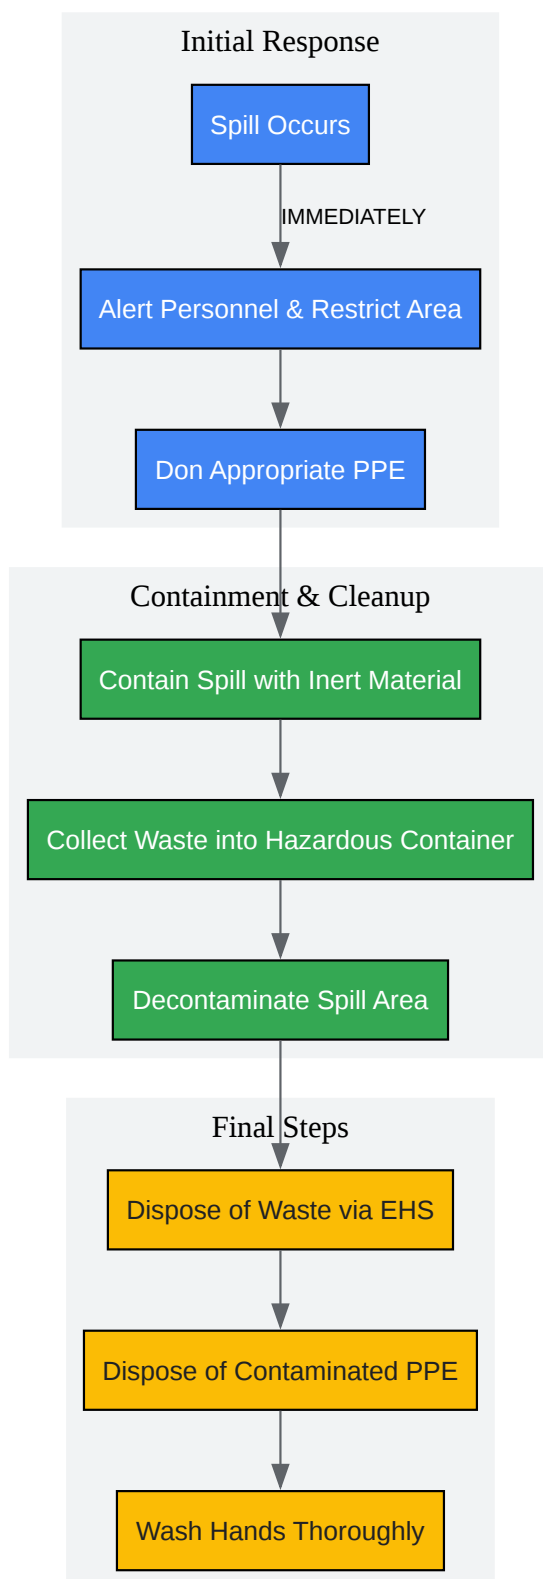 Initial Response
Spill Occurs
IMMEDIATELY
Alert Personnel & Restrict Area
Don Appropriate PPE
Containment & Cleanup
Contain Spill with Inert Material
Collect Waste into Hazardous Container
Decontaminate Spill Area
Final Steps
Dispose of Waste via EHS
Dispose of Contaminated PPE
Wash Hands Thoroughly